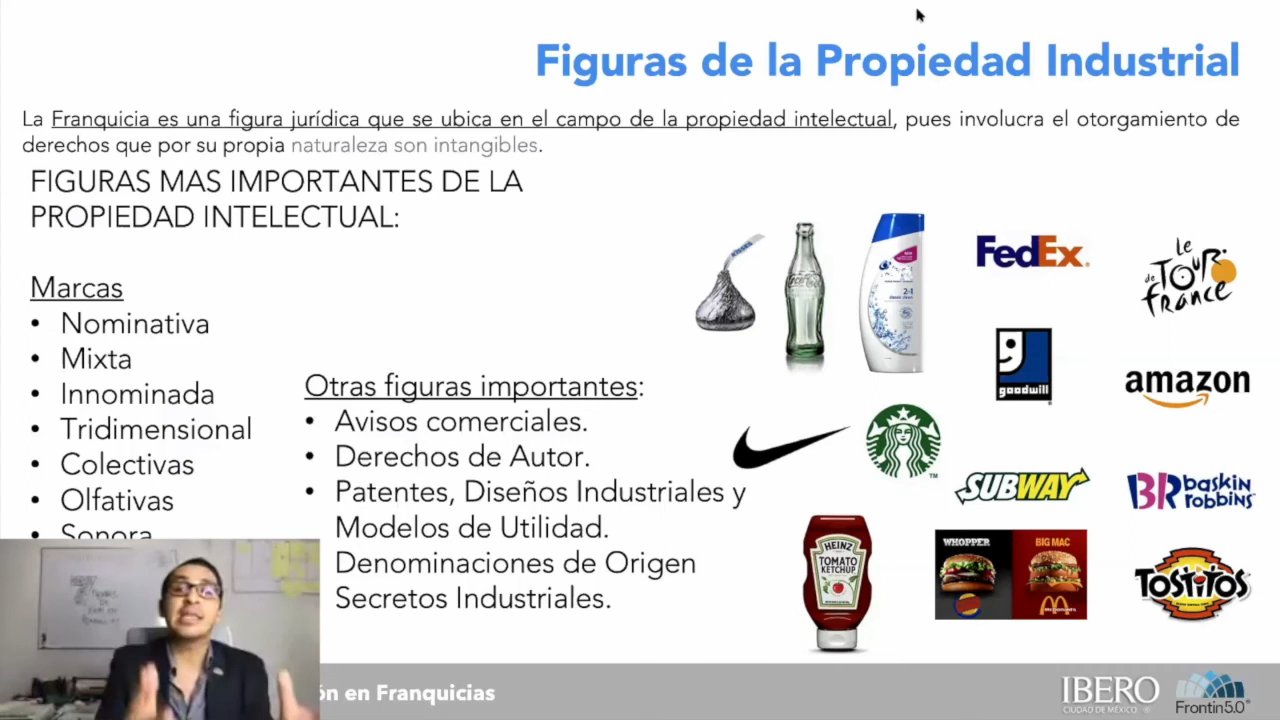 Figuras de la Propiedad Industrial
La Franquicia es una figura jurídica que se ubica en el campo de la propiedad intelectual, pues involucra el otorgamiento de
derechos que por su propia naturaleza son intangibles.
FIGURAS MAS IMPORTANTES DE LA
PROPIEDAD INTELECTUAL:
Marcas
• Nominativa
• Mixta
• Innominada
• Tridimensional
• Colectivas
• Olfativas
• Sonora
Otras figuras importantes:
• Avisos comerciales.
• Derechos de Autor.
• Patentes, Diseños Industriales y
Modelos de Utilidad.
Denominaciones de Origen
Secretos Industriales.
FedEx®
le
de TOUR
france
goodwill
amazon
TM
SUBWAY
BR baskin
robbins
HEINZ
TOMATO
KETCHUP
WHOPPER
BIG MAC
TOSTITOS
ón en Franquicias
IBERO
CIUDAD DE MÉXICO
Frontin5.0®